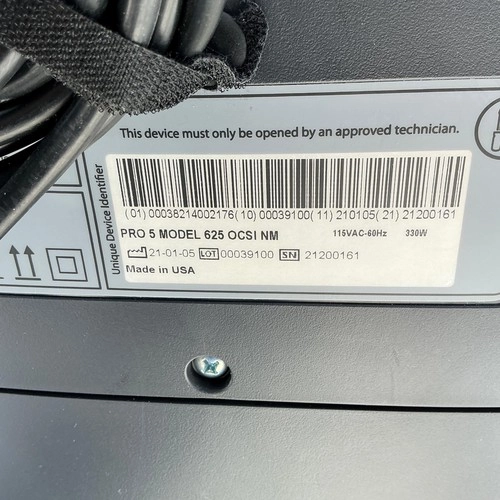 This device must only be opened by an approved technician.
Unique Device Identifier
(01)00038214002176(10)00039100(11)210105(21)21200161
PRO 5 MODEL 625 OCSI NM 115VAC-60Hz 330W
21-01-05 LOT 00039100 SN 21200161
Made in USA